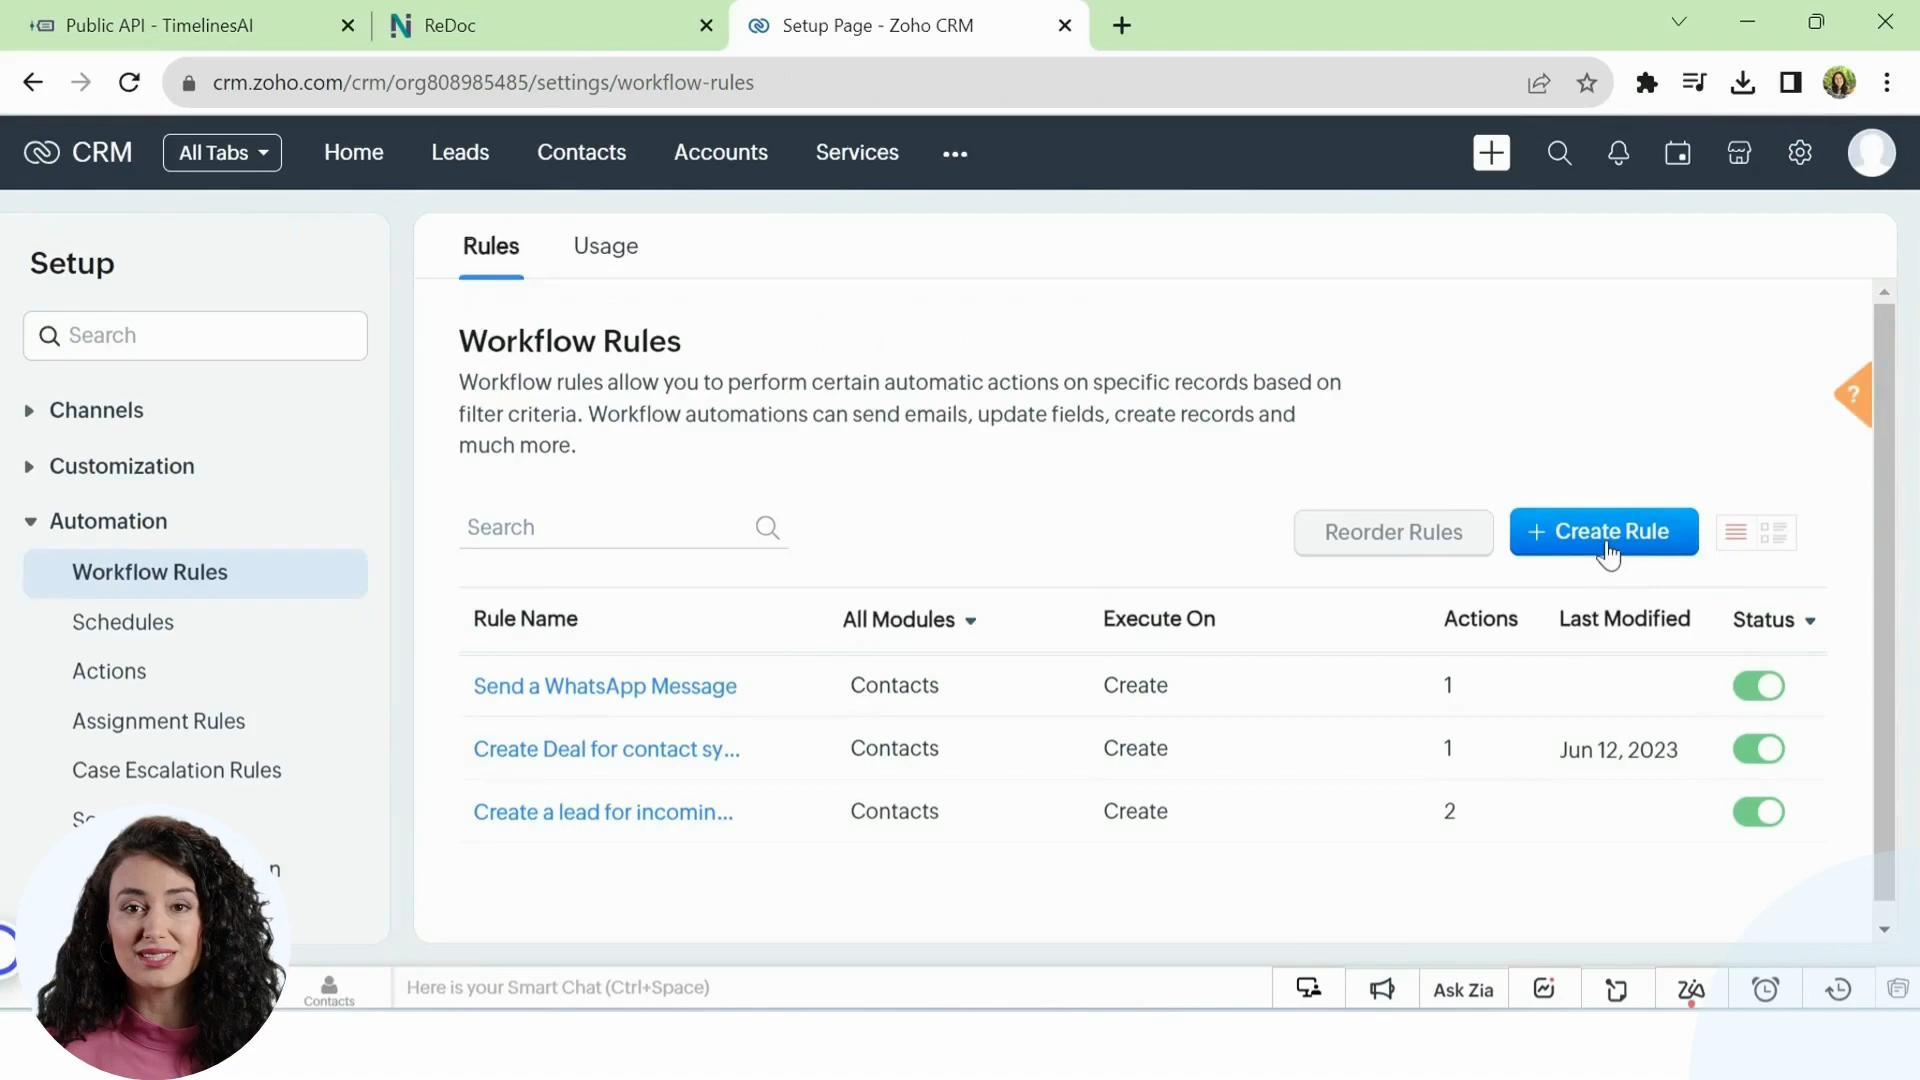 Public API - TimelinesAI
ReDoc
Setup Page - Zoho CRM
crm.zoho.com/crm/org808985485/settings/workflow-rules
CRM
All Tabs
Home
Leads
Contacts
Accounts
Services
Setup
Search
Channels
Customization
Automation
Workflow Rules
Schedules
Actions
Assignment Rules
Case Escalation Rules
Rules
Usage
Workflow Rules
Workflow rules allow you to perform certain automatic actions on specific records based on
filter criteria. Workflow automations can send emails, update fields, create records and
much more.
?
Search
Reorder Rules
+ Create Rule
Rule Name
All Modules
Execute On
Actions
Last Modified
Status
Send a WhatsApp Message
Contacts
Create
1
Create Deal for contact sy...
Contacts
Create
1
Jun 12, 2023
Create a lead for incomin...
Contacts
Create
2
Contacts
Here is your Smart Chat (Ctrl+Space)
Ask Zia